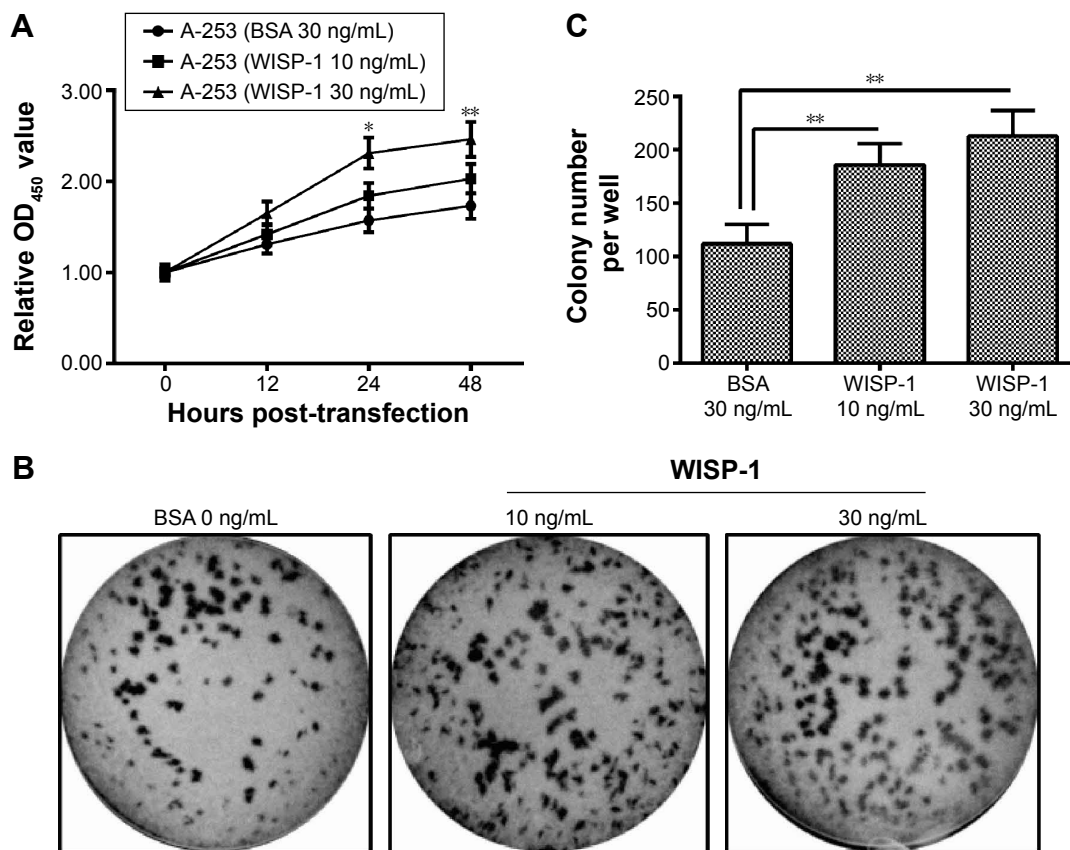 A
A-253 (BSA 30 ng/mL)
A-253 (WISP-1 10 ng/mL)
A-253 (WISP-1 30 ng/mL)
3.00
2.00
1.00
0.00
Relative OD450 value
*
**
0 12 24 48
Hours post-transfection
C
**
**
250
200
150
100
50
0
Colony number
per well
BSA WISP-1 WISP-1
30 ng/mL 10 ng/mL 30 ng/mL
B
WISP-1
BSA 0 ng/mL 10 ng/mL 30 ng/mL